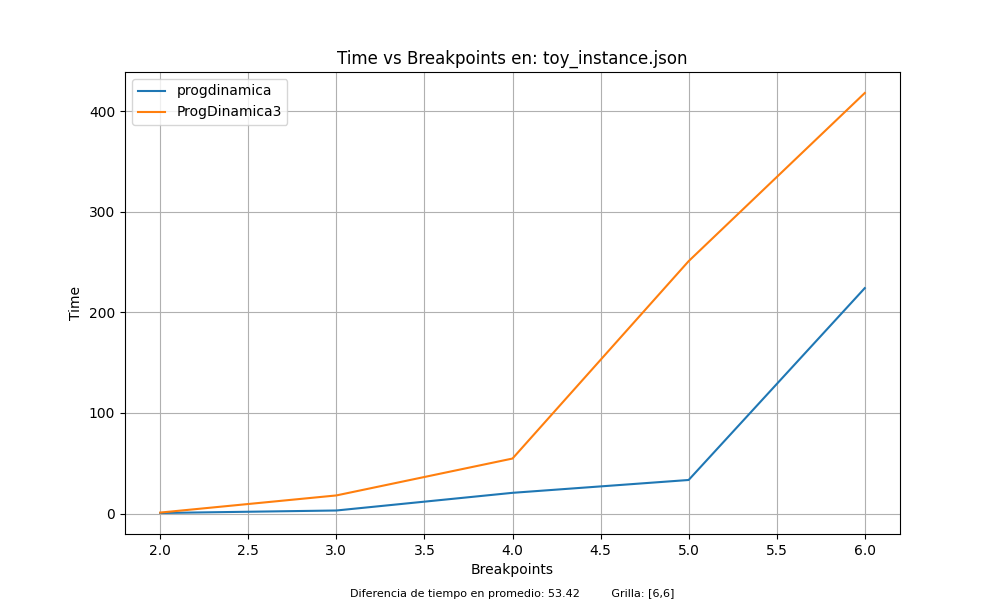 Time vs Breakpoints en: toy_instance.json
progdinamica
ProgDinamica3
400
300
200
100
0
Time
2.0 2.5 3.0 3.5 4.0 4.5 5.0 5.5 6.0
Breakpoints
Diferencia de tiempo en promedio: 53.42 Grilla: [6,6]